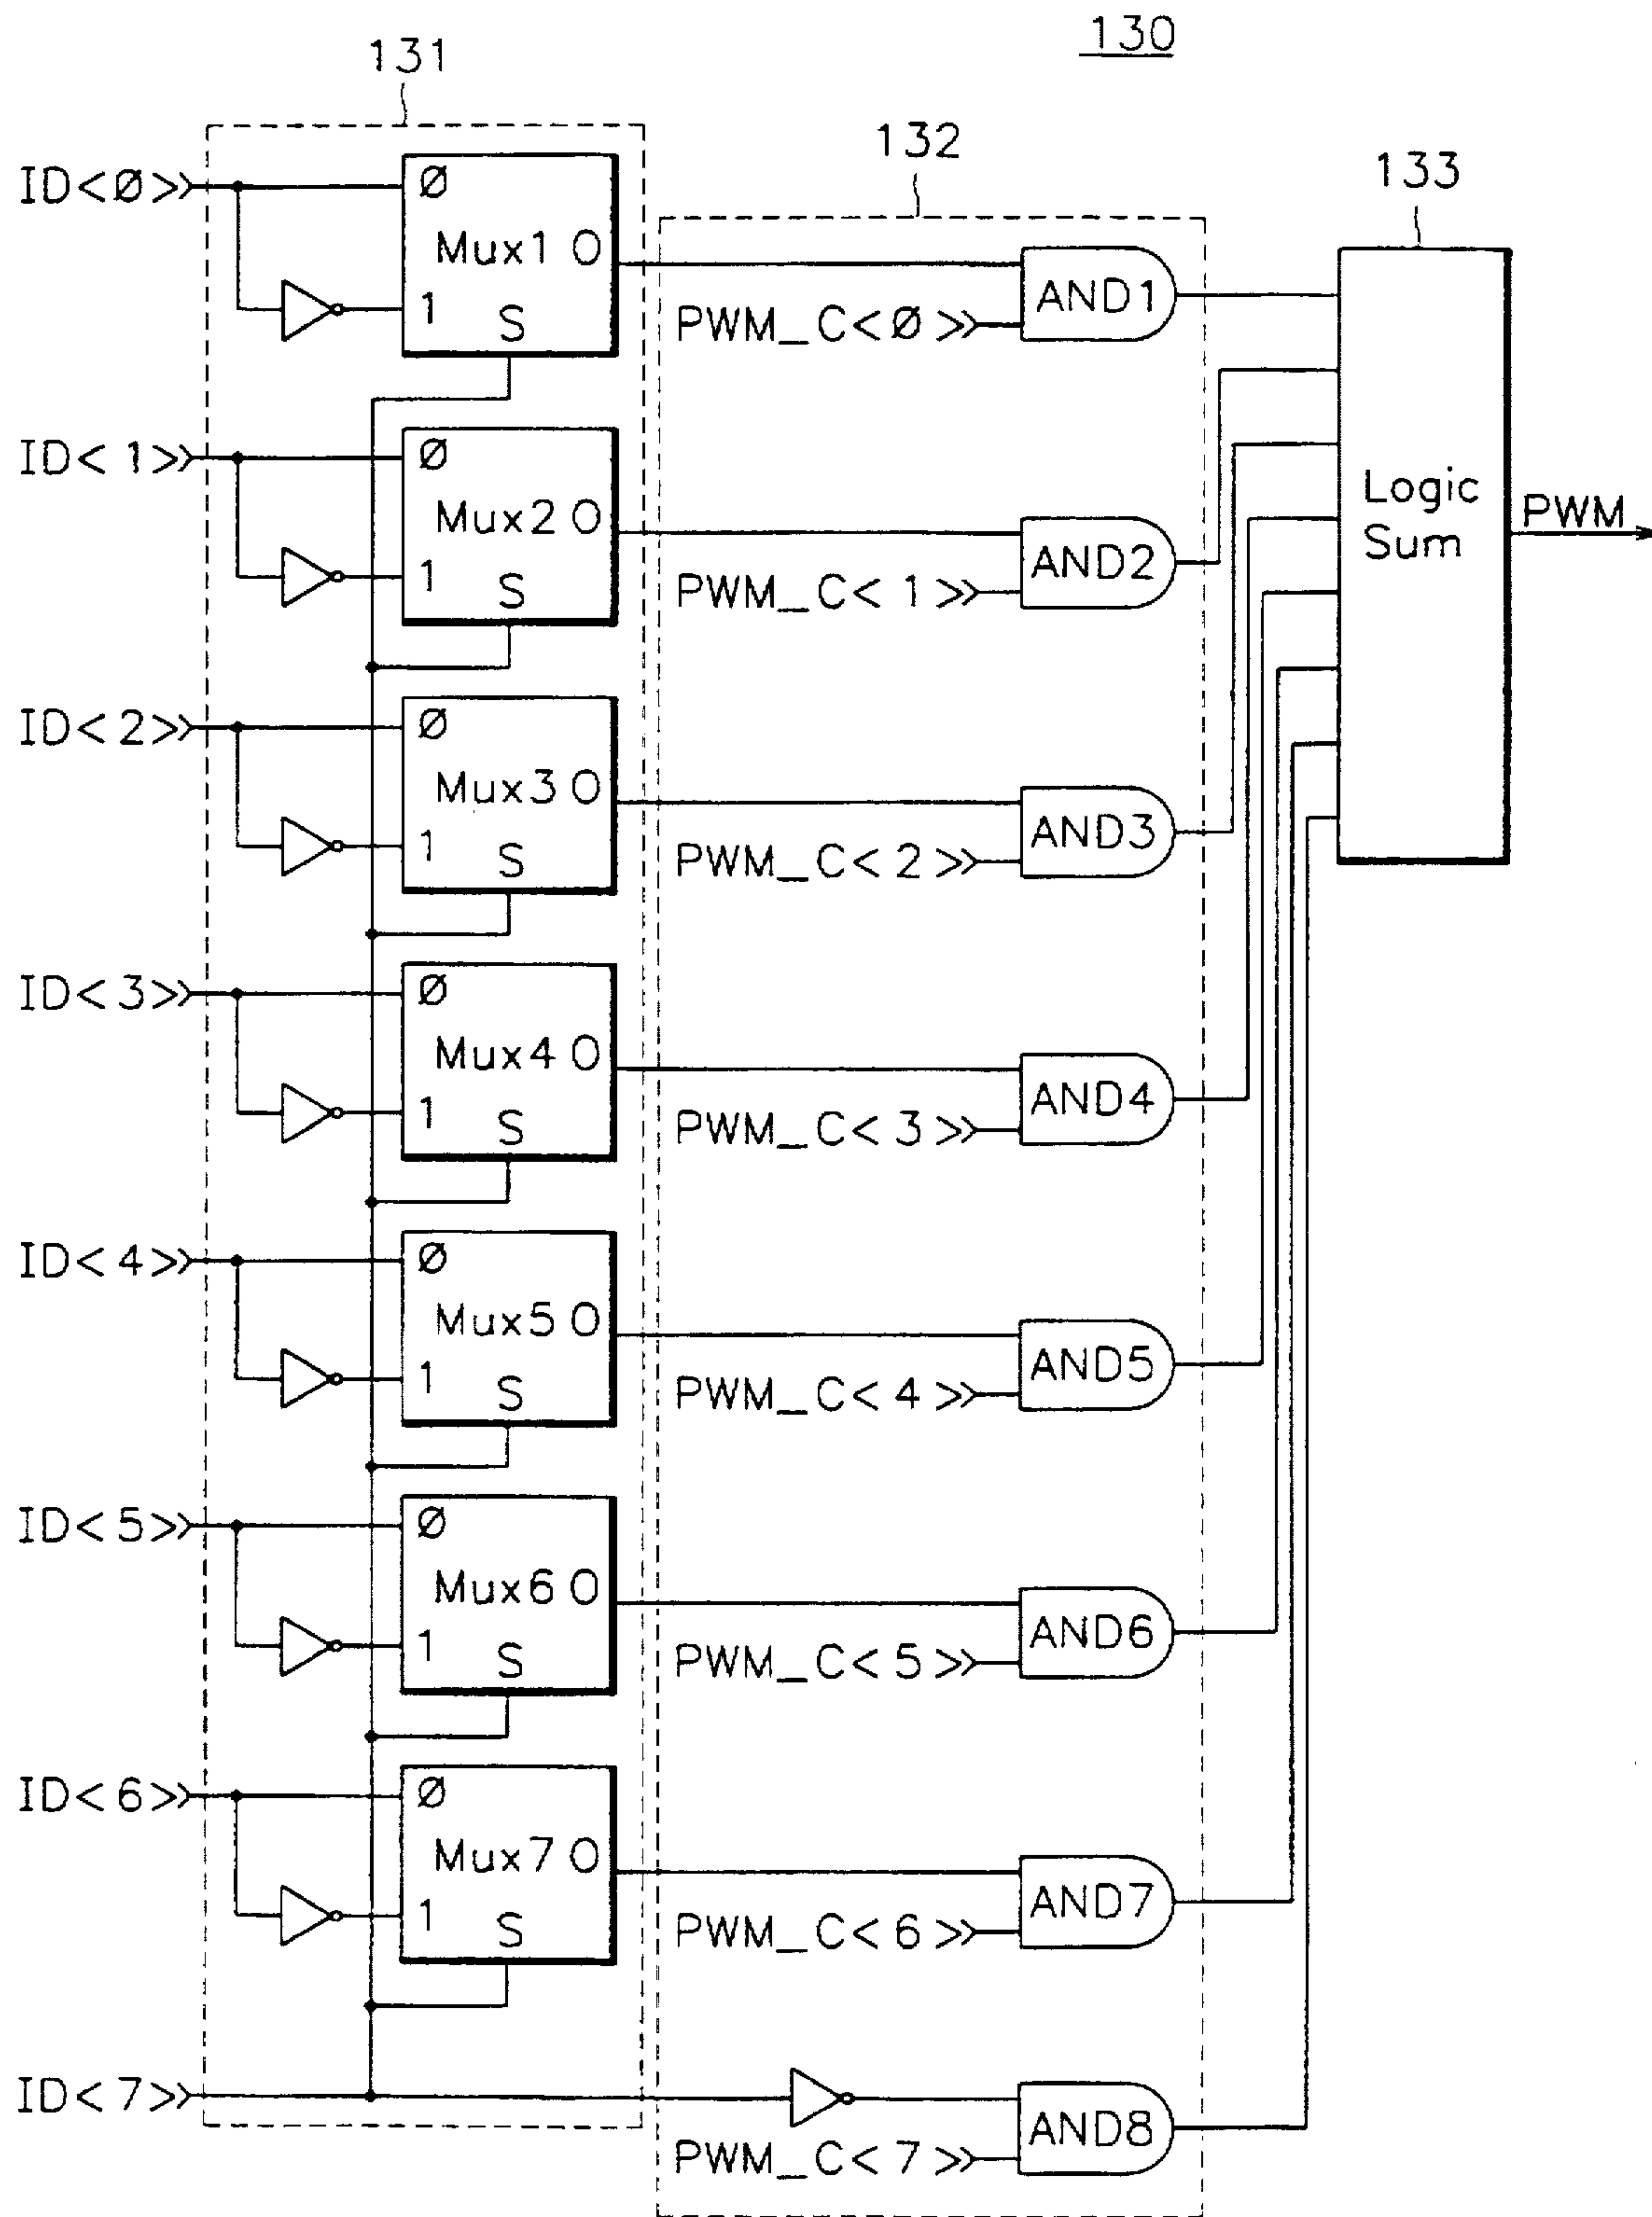 130
131
132
133
ID<Ø>
Ø
Mux1 O
1
S
PWM_C<Ø>
AND1
ID<1>
Ø
Mux2 O
1
S
PWM_C<1>
AND2
Logic
Sum
PWM
ID<2>
Ø
Mux3 O
1
S
PWM_C<2>
AND3
ID<3>
Ø
Mux4 O
1
S
PWM_C<3>
AND4
ID<4>
Ø
Mux5 O
1
S
PWM_C<4>
AND5
ID<5>
Ø
Mux6 O
1
S
PWM_C<5>
AND6
ID<6>
Ø
Mux7 O
1
S
PWM_C<6>
AND7
ID<7>
PWM_C<7>
AND8